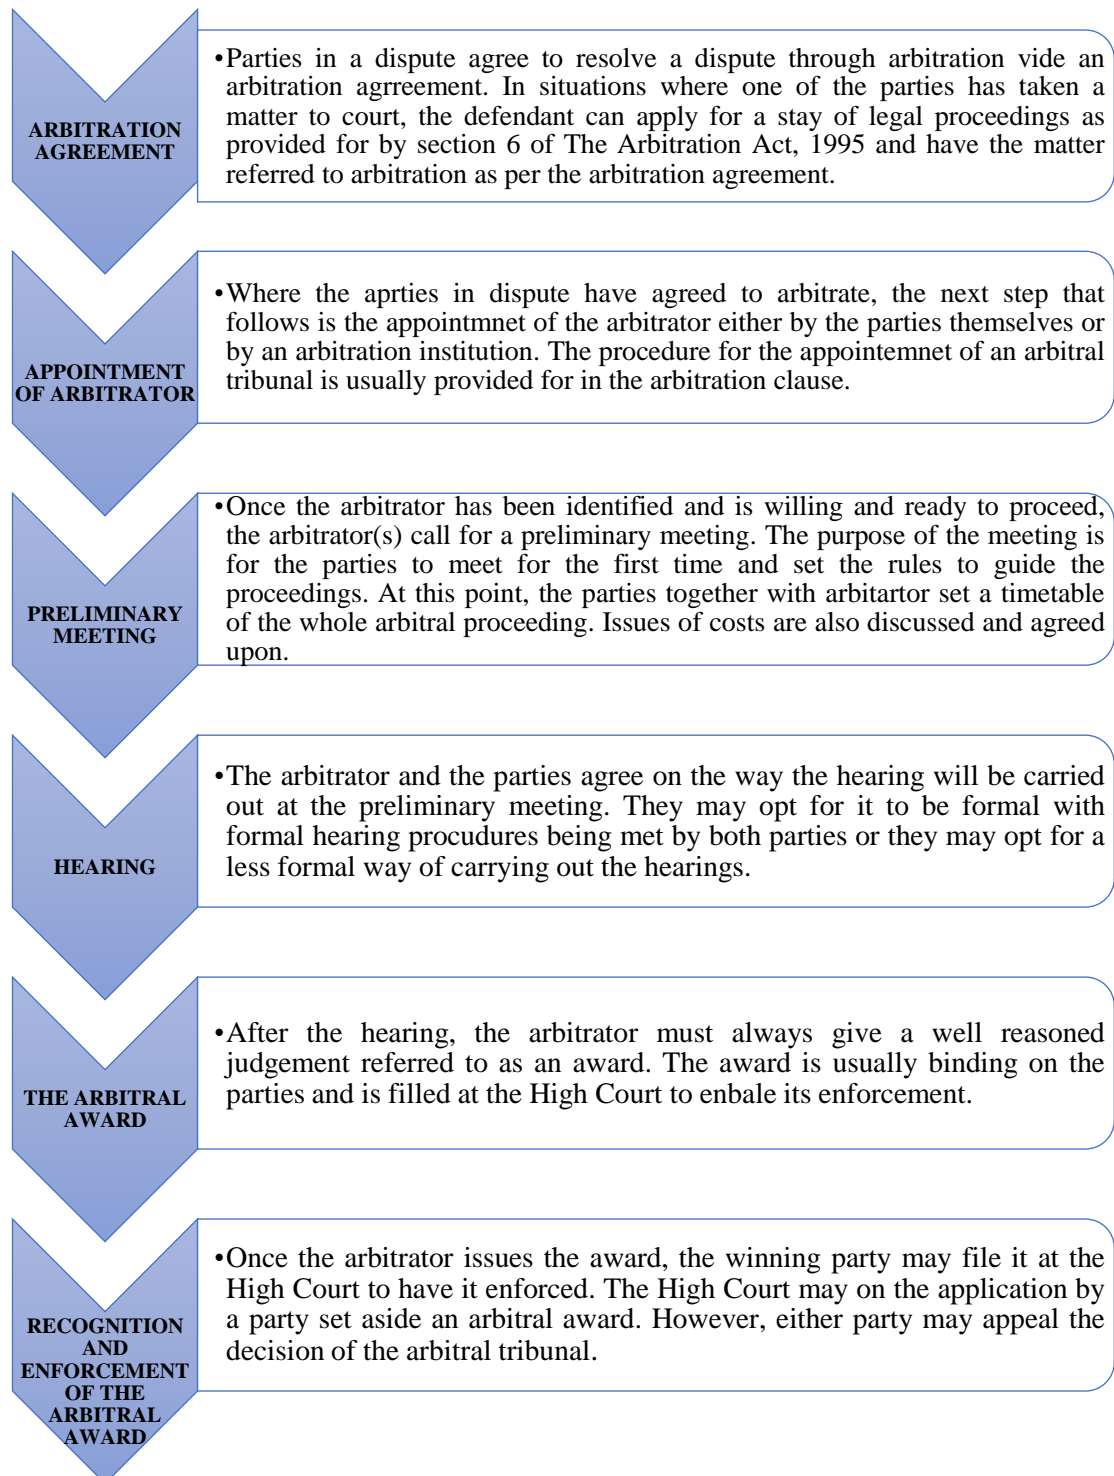 ARBITRATION
AGREEMENT
•Parties in a dispute agree to resolve a dispute through arbitration vide an
arbitration agrreement. In situations where one of the parties has taken a
matter to court, the defendant can apply for a stay of legal proceedings as
provided for by section 6 of The Arbitration Act, 1995 and have the matter
referred to arbitration as per the arbitration agreement.
APPOINTMENT
OF ARBITRATOR
•Where the aprties in dispute have agreed to arbitrate, the next step that
follows is the appointmnet of the arbitrator either by the parties themselves or
by an arbitration institution. The procedure for the appointemnet of an arbitral
tribunal is usually provided for in the arbitration clause.
PRELIMINARY
MEETING
•Once the arbitrator has been identified and is willing and ready to proceed,
the arbitrator(s) call for a preliminary meeting. The purpose of the meeting is
for the parties to meet for the first time and set the rules to guide the
proceedings. At this point, the parties together with arbitartor set a timetable
of the whole arbitral proceeding. Issues of costs are also discussed and agreed
upon.
HEARING
•The arbitrator and the parties agree on the way the hearing will be carried
out at the preliminary meeting. They may opt for it to be formal with
formal hearing procudures being met by both parties or they may opt for a
less formal way of carrying out the hearings.
THE ARBITRAL
AWARD
•After the hearing, the arbitrator must always give a well reasoned
judgement referred to as an award. The award is usually binding on the
parties and is filled at the High Court to enbale its enforcement.
RECOGNITION
AND
ENFORCEMENT
OF THE
ARBITRAL
AWARD
•Once the arbitrator issues the award, the winning party may file it at the
High Court to have it enforced. The High Court may on the application by
a party set aside an arbitral award. However, either party may appeal the
decision of the arbitral tribunal.